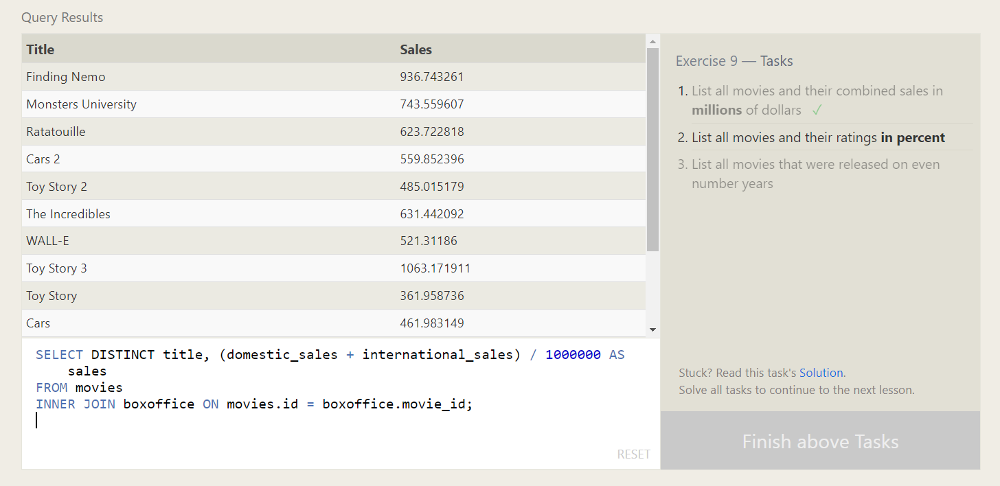 Query Results
Title Sales
Finding Nemo 936.743261
Monsters University 743.559607
Ratatouille 623.722818
Cars 2 559.852396
Toy Story 2 485.015179
The Incredibles 631.442092
WALL-E 521.31186
Toy Story 3 1063.171911
Toy Story 361.958736
Cars 461.983149
SELECT DISTINCT title, (domestic_sales + international_sales) / 1000000 AS
sales
FROM movies
INNER JOIN boxoffice ON movies.id = boxoffice.movie_id;
RESET
Exercise 9 — Tasks
1. List all movies and their combined sales in
millions of dollars ✓
2. List all movies and their ratings in percent
3. List all movies that were released on even
number years
Stuck? Read this task's Solution.
Solve all tasks to continue to the next lesson.
Finish above Tasks